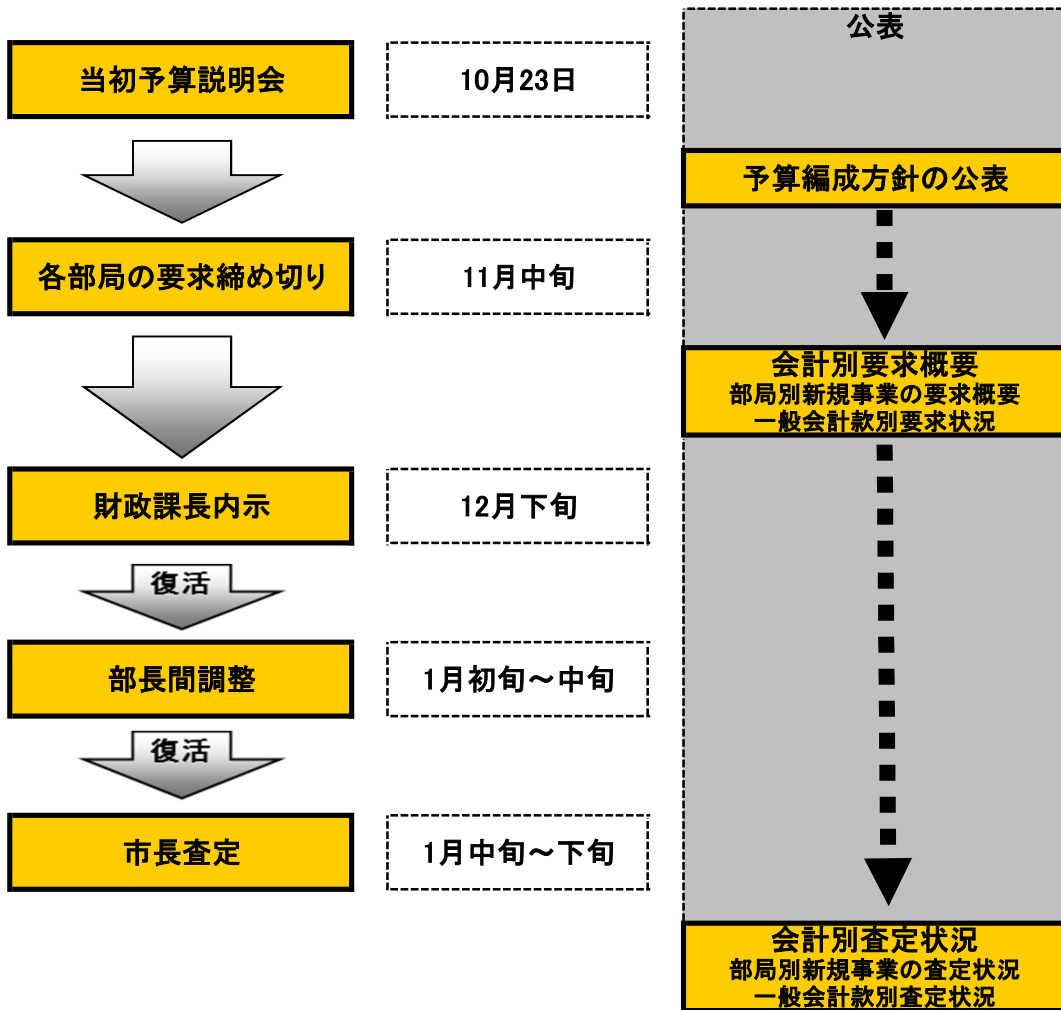 公表
当初予算説明会
10月23日
予算編成方針の公表
各部局の要求締め切り
11月中旬
会計別要求概要
部局別新規事業の要求概要
一般会計款別要求状況
財政課長内示
12月下旬
復活
部長間調整
1月初旬～中旬
復活
市長査定
1月中旬～下旬
会計別査定状況
部局別新規事業の査定状況
一般会計款別査定状況